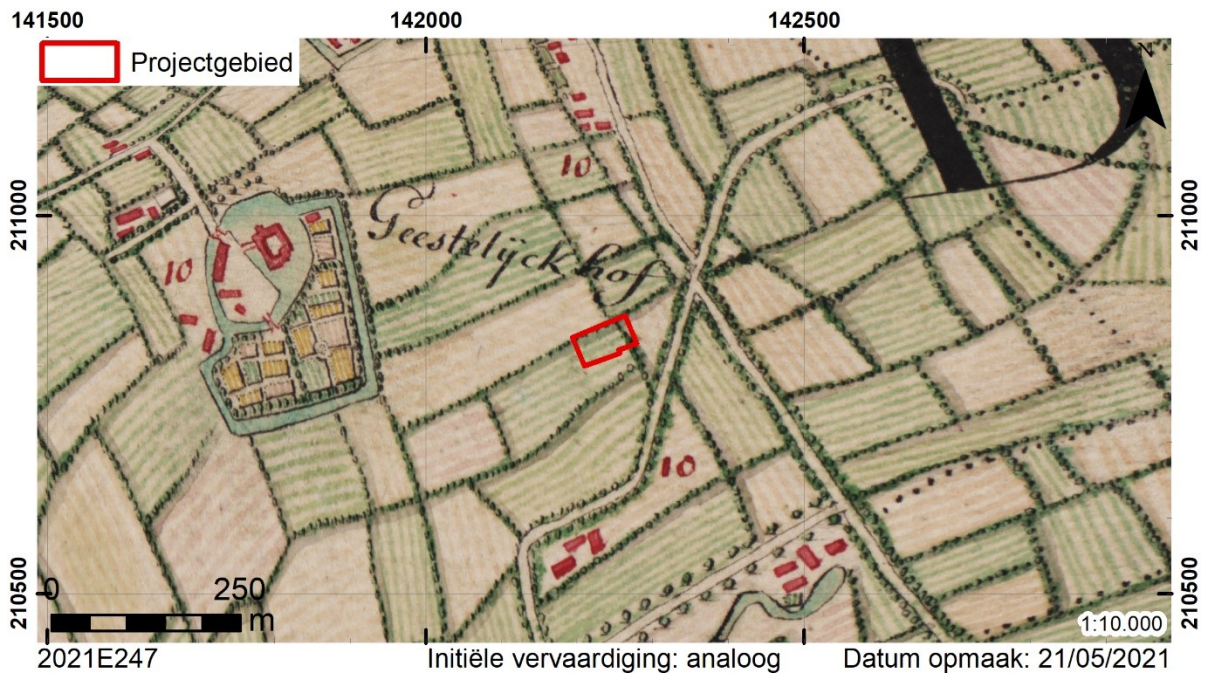 141500 142000 142500
Projectgebied
N
10
211000 211000
Geestelÿck hof
10
10
210500 210500
0 250
m
1:10.000
2021E247 Initiële vervaardiging: analoog Datum opmaak: 21/05/2021